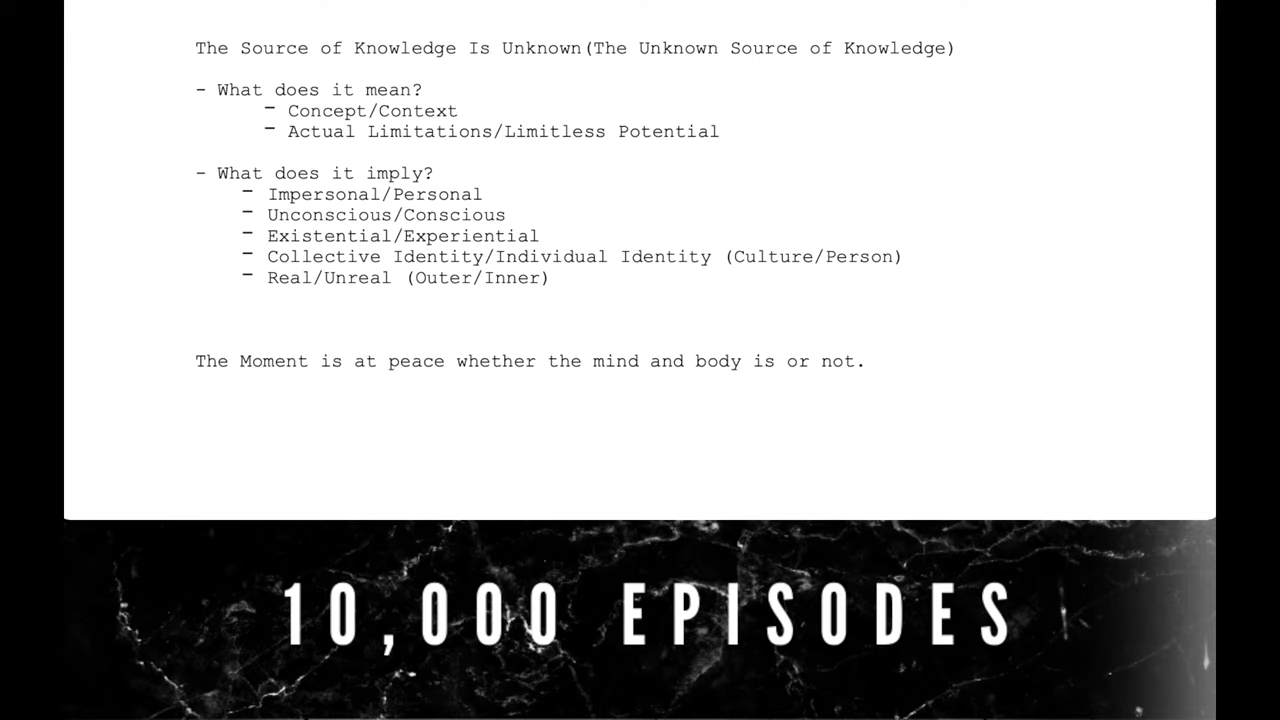 The Source of Knowledge Is Unknown(The Unknown Source of Knowledge)
- What does it mean?
- Concept/Context
- Actual Limitations/Limitless Potential
- What does it imply?
- Impersonal/Personal
- Unconscious/Conscious
- Existential/Experiential
- Collective Identity/Individual Identity (Culture/Person)
- Real/Unreal (Outer/Inner)
The Moment is at peace whether the mind and body is or not.
10,000 EPISODES